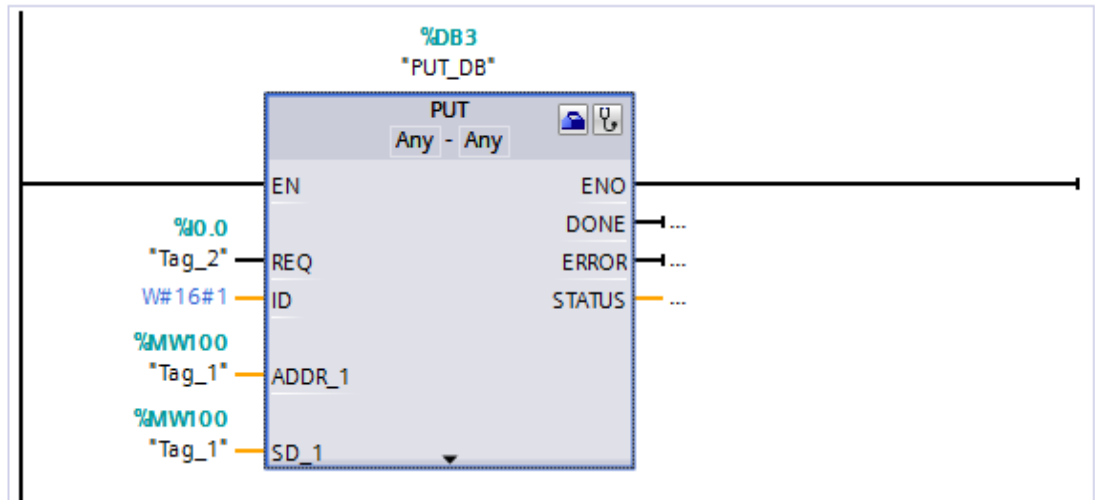 %DB3
"PUT_DB"
PUT
Any - Any
EN ENO
DONE ...
%I0.0
"Tag_2" REQ ERROR ...
W#16#1 ID STATUS ...
%MW100
"Tag_1" ADDR_1
%MW100
"Tag_1" SD_1